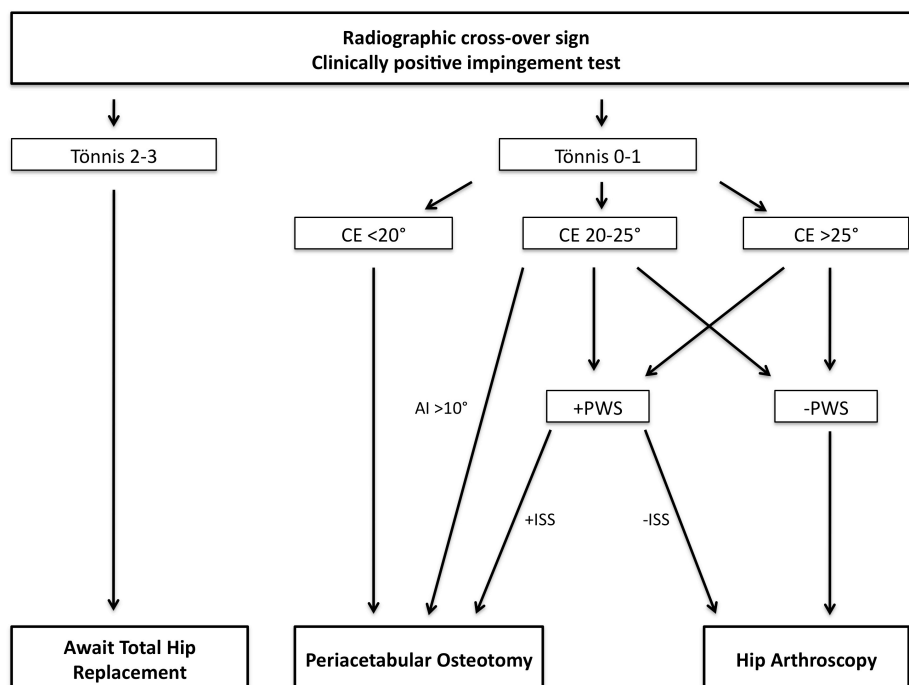 Radiographic cross-over sign
Clinically positive impingement test
Tönnis 2-3
Tönnis 0-1
CE <20°
CE 20-25°
CE >25°
AI >10°
+PWS
-PWS
+ISS
-ISS
Await Total Hip
Replacement
Periacetabular Osteotomy
Hip Arthroscopy